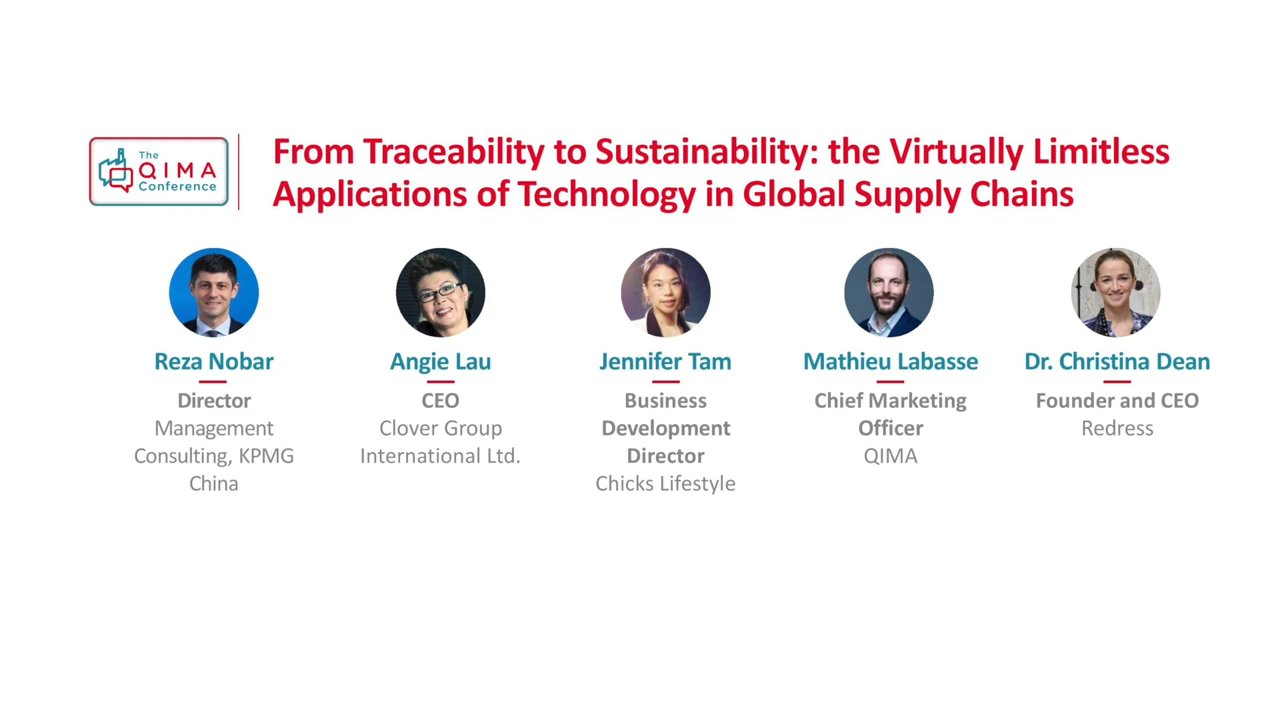 The
QIMA
Conference
From Traceability to Sustainability: the Virtually Limitless
Applications of Technology in Global Supply Chains
Reza Nobar
Director
Management
Consulting, KPMG
China
Angie Lau
CEO
Clover Group
International Ltd.
Jennifer Tam
Business
Development
Director
Chicks Lifestyle
Mathieu Labasse
Chief Marketing
Officer
QIMA
Dr. Christina Dean
Founder and CEO
Redress